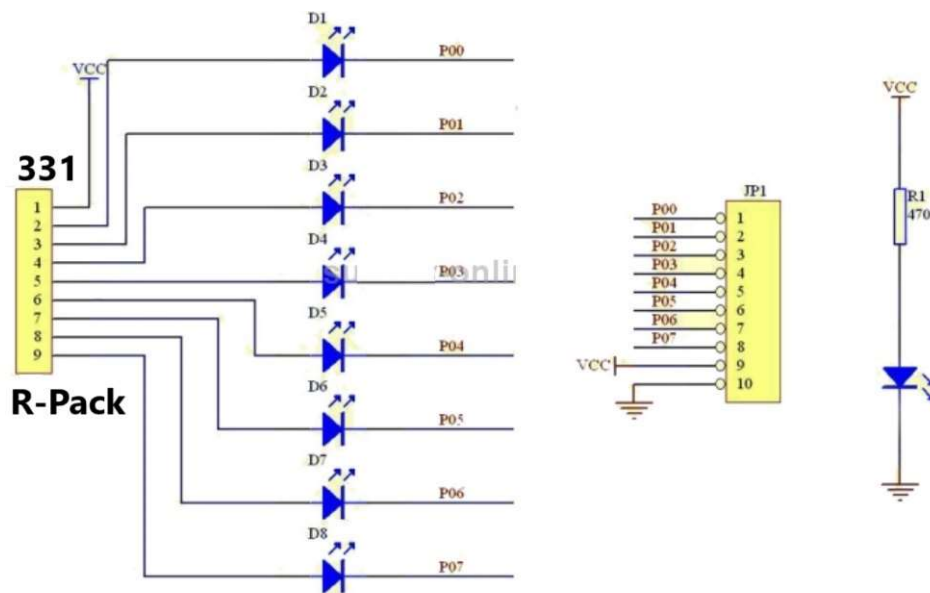 331
R-Pack
VCC
1
2
3
4
5
6
7
8
9
D1
P00
D2
P01
D3
P02
D4
P03
D5
P04
D6
P05
D7
P06
D8
P07
JP1
P00 1
P01 2
P02 3
P03 4
P04 5
P05 6
P06 7
P07 8
VCC 9
10
VCC
R1
470